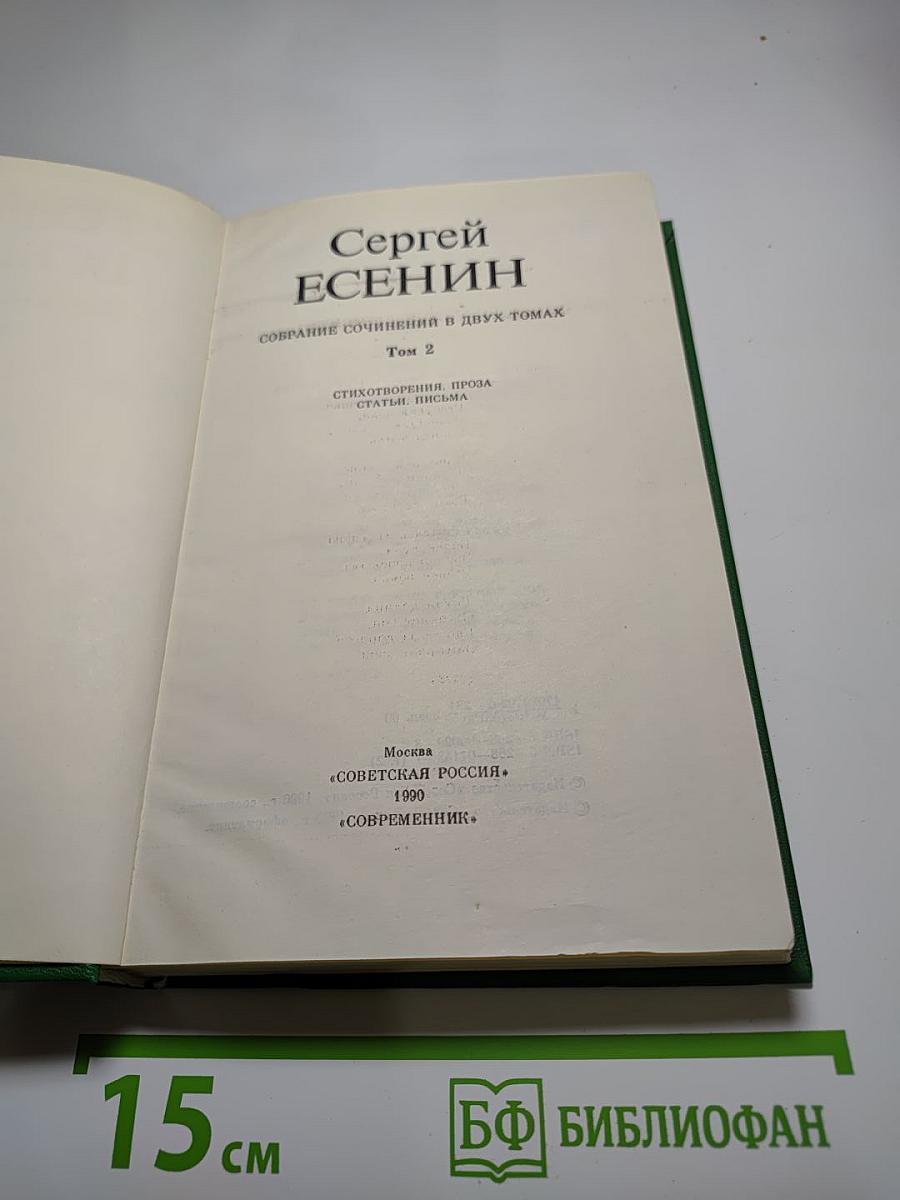 Сергей
ЕСЕНИН
СОБРАНИЕ СОЧИНЕНИЙ В ДВУХ ТОМАХ
Том 2
СТИХОТВОРЕНИЯ, ПРОЗА
СТАТЬИ, ПИСЬМА
Москва
«СОВЕТСКАЯ РОССИЯ»
1990
«СОВРЕМЕННИК»
15 см
БФ БИБЛИОФАН